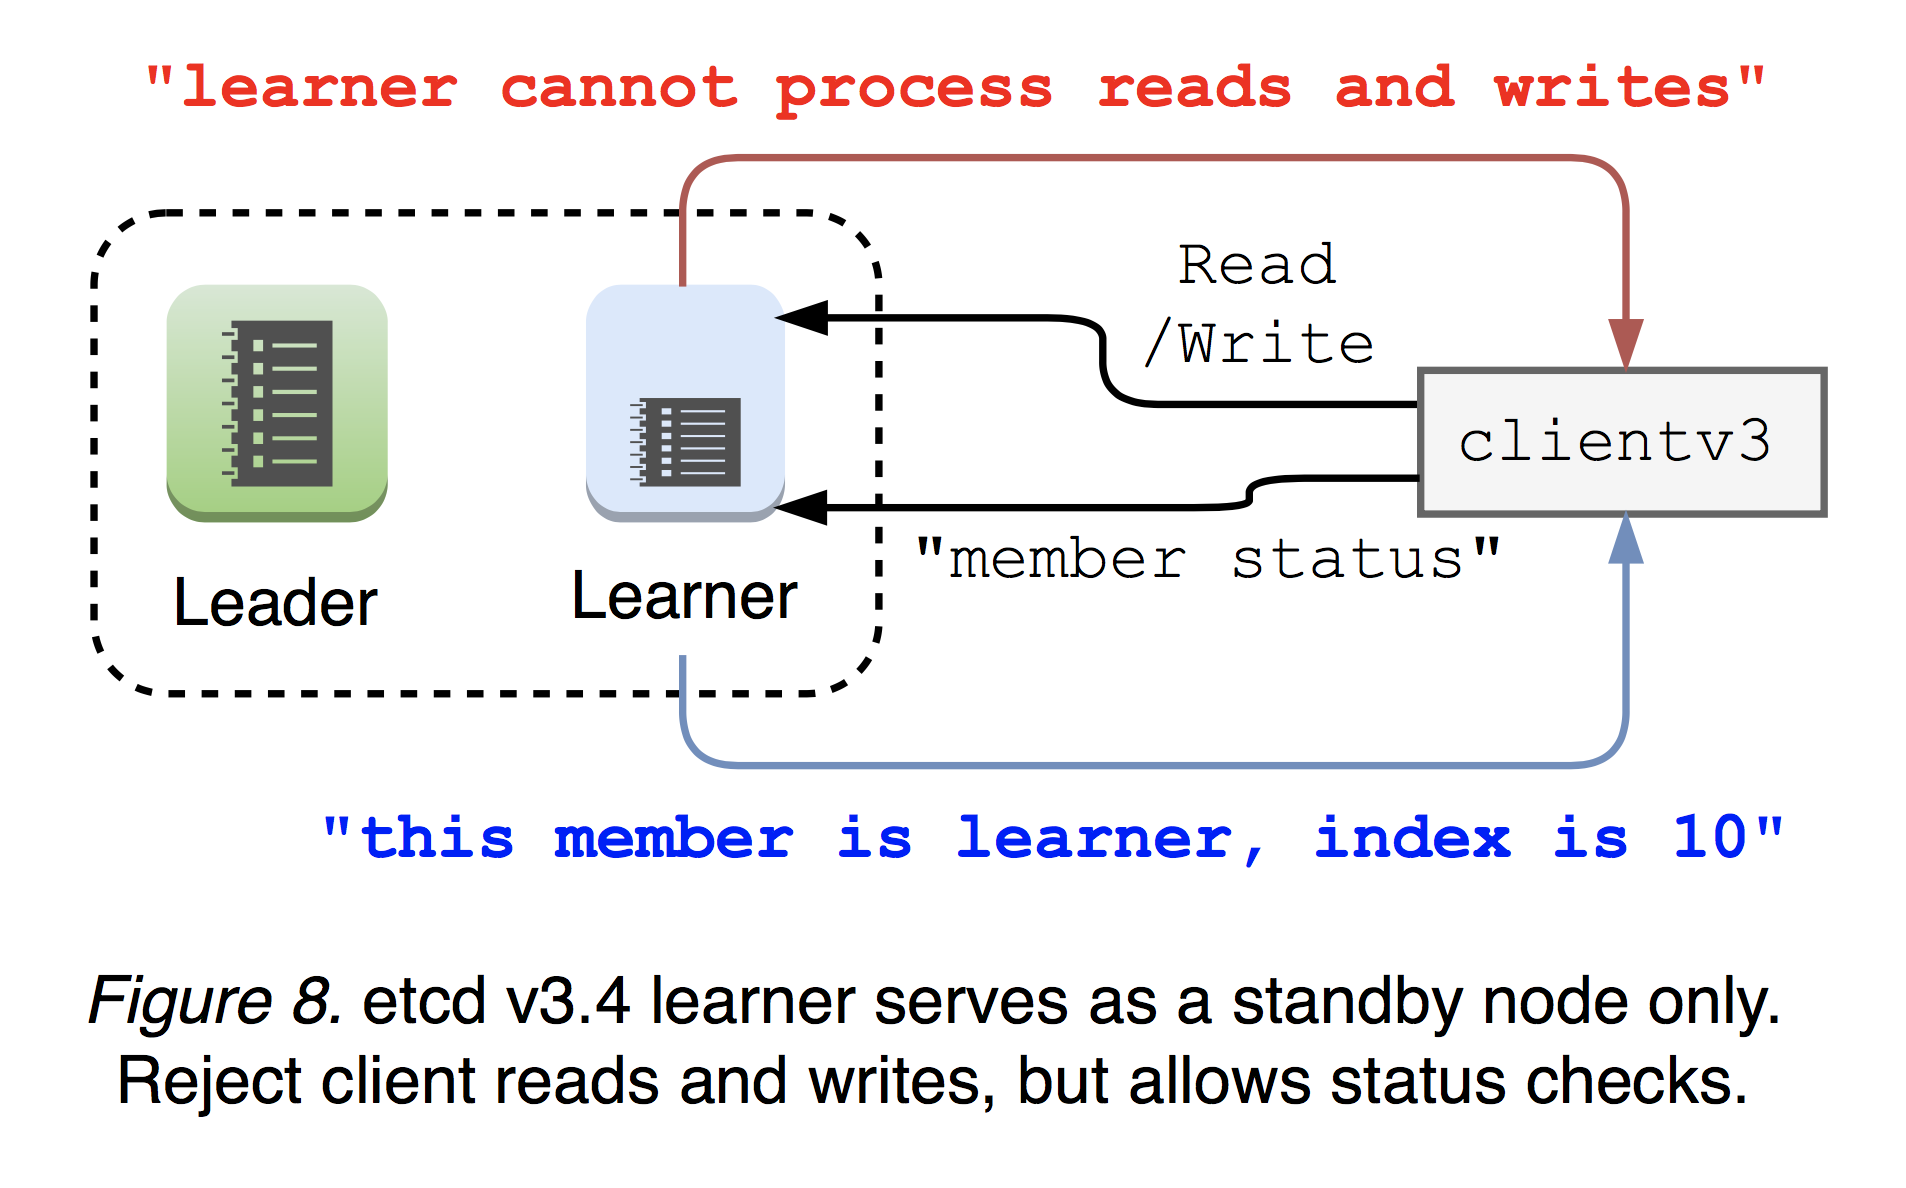 "learner cannot process reads and writes"
Read
/Write
clientv3
"member status"
Leader
Learner
"this member is learner, index is 10"
Figure 8. etcd v3.4 learner serves as a standby node only.
Reject client reads and writes, but allows status checks.